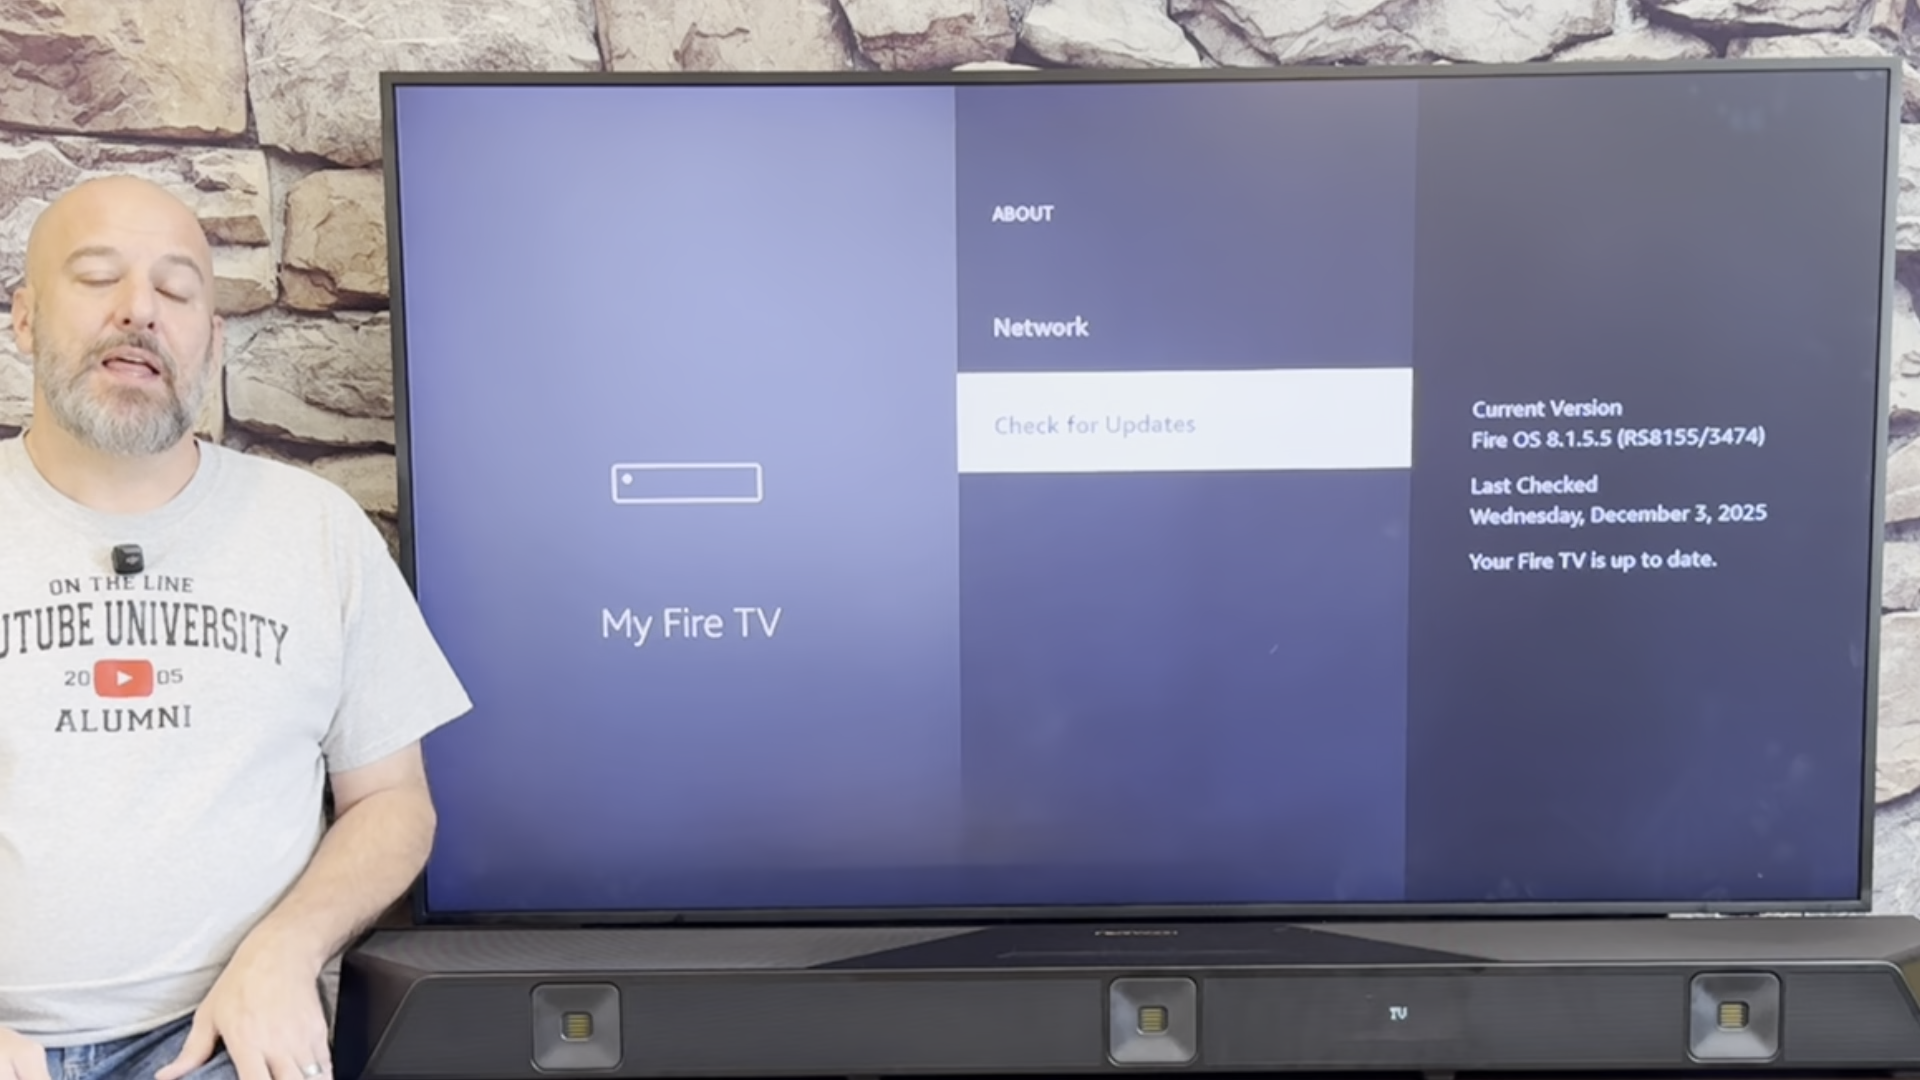 ABOUT
Network
Check for Updates
My Fire TV
Current Version
Fire OS 8.1.5.5 (RS8155/3474)
Last Checked
Wednesday, December 3, 2025
Your Fire TV is up to date.
ON THE LINE
UTUBE UNIVERSITY
20 05
ALUMNI
TV